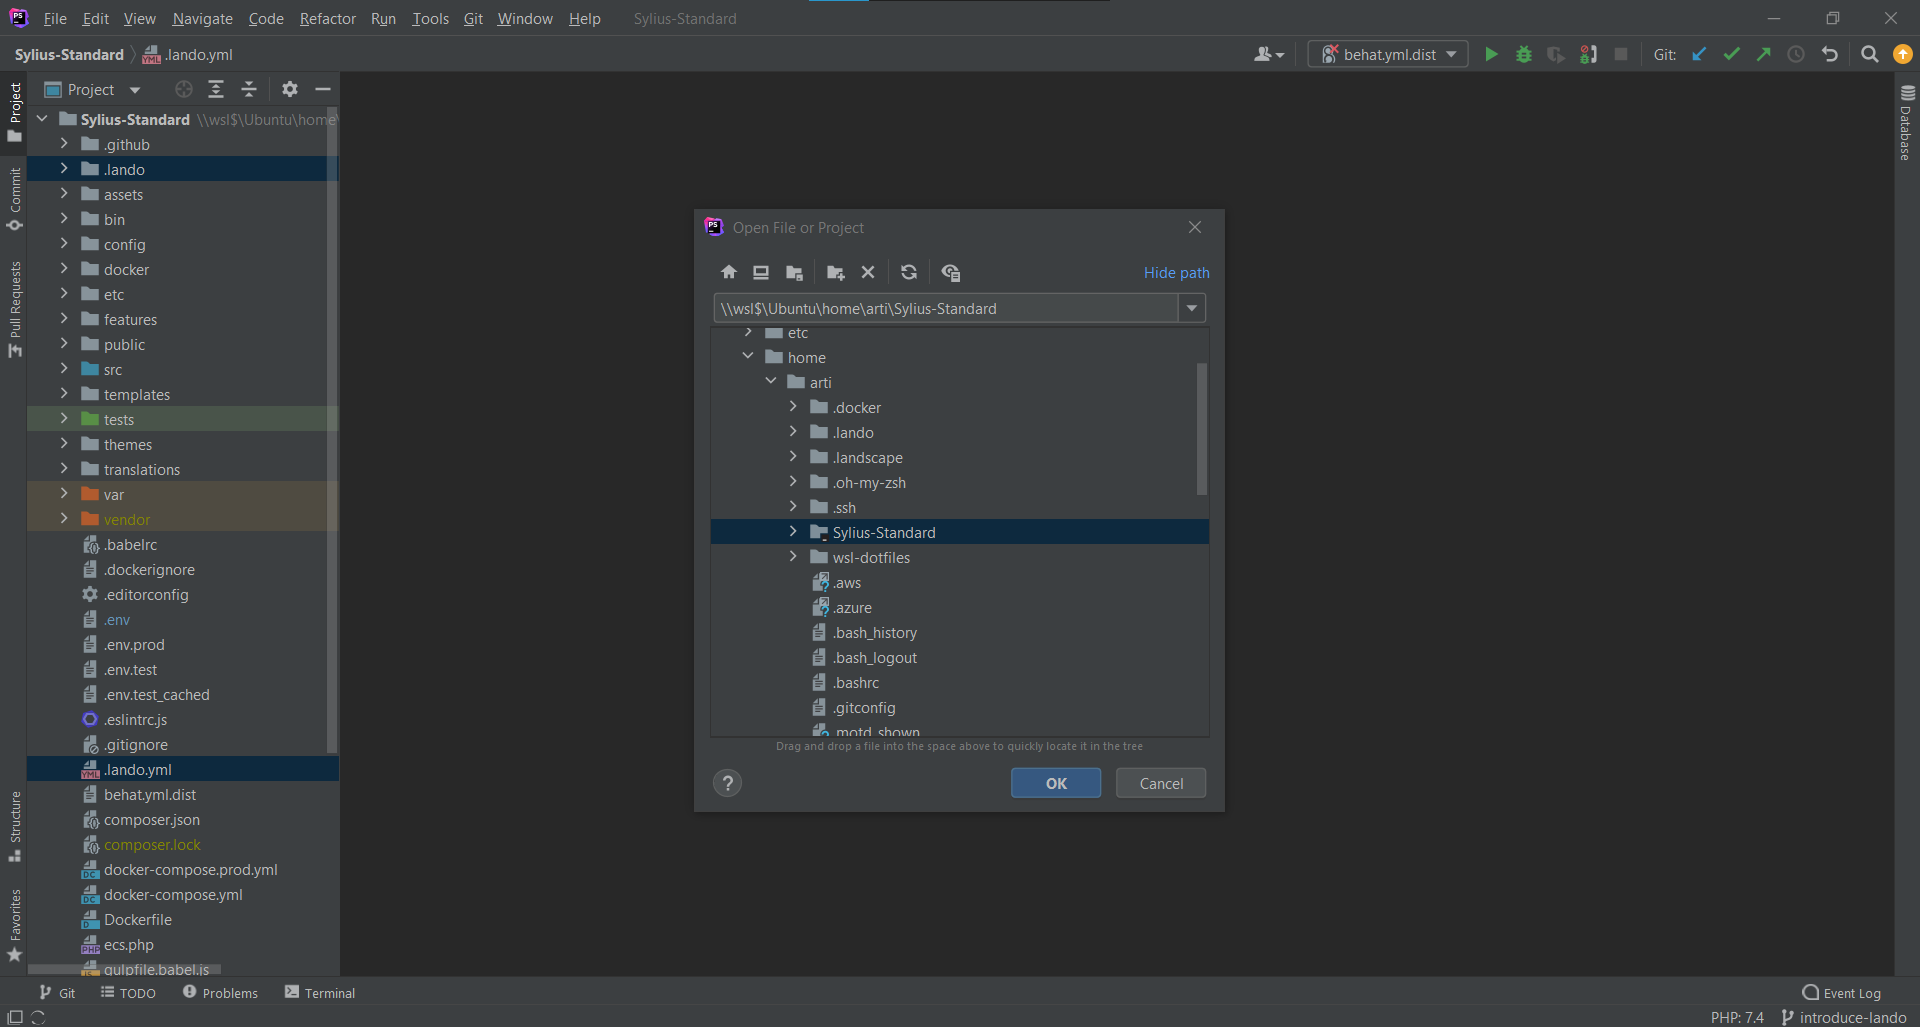 File Edit View Navigate Code Refactor Run Tools Git Window Help Sylius-Standard
Sylius-Standard .lando.yml
behat.yml.dist
Git:
Project
Commit
Pull Requests
Structure
Favorites
Project
Sylius-Standard \\wsl$\Ubuntu\home\
.github
.lando
assets
bin
config
docker
etc
features
public
src
templates
tests
themes
translations
var
vendor
.babelrc
.dockerignore
.editorconfig
.env
.env.prod
.env.test
.env.test_cached
.eslintrc.js
.gitignore
.lando.yml
behat.yml.dist
composer.json
composer.lock
docker-compose.prod.yml
docker-compose.yml
Dockerfile
ecs.php
gulpfile.babel.js
Open File or Project
Hide path
\\wsl$\Ubuntu\home\arti\Sylius-Standard
etc
home
arti
.docker
.lando
.landscape
.oh-my-zsh
.ssh
Sylius-Standard
wsl-dotfiles
.aws
.azure
.bash_history
.bash_logout
.bashrc
.gitconfig
.motd_shown
Drag and drop a file into the space above to quickly locate it in the tree
?
OK
Cancel
Database
Git TODO Problems Terminal
Event Log
PHP: 7.4 introduce-lando